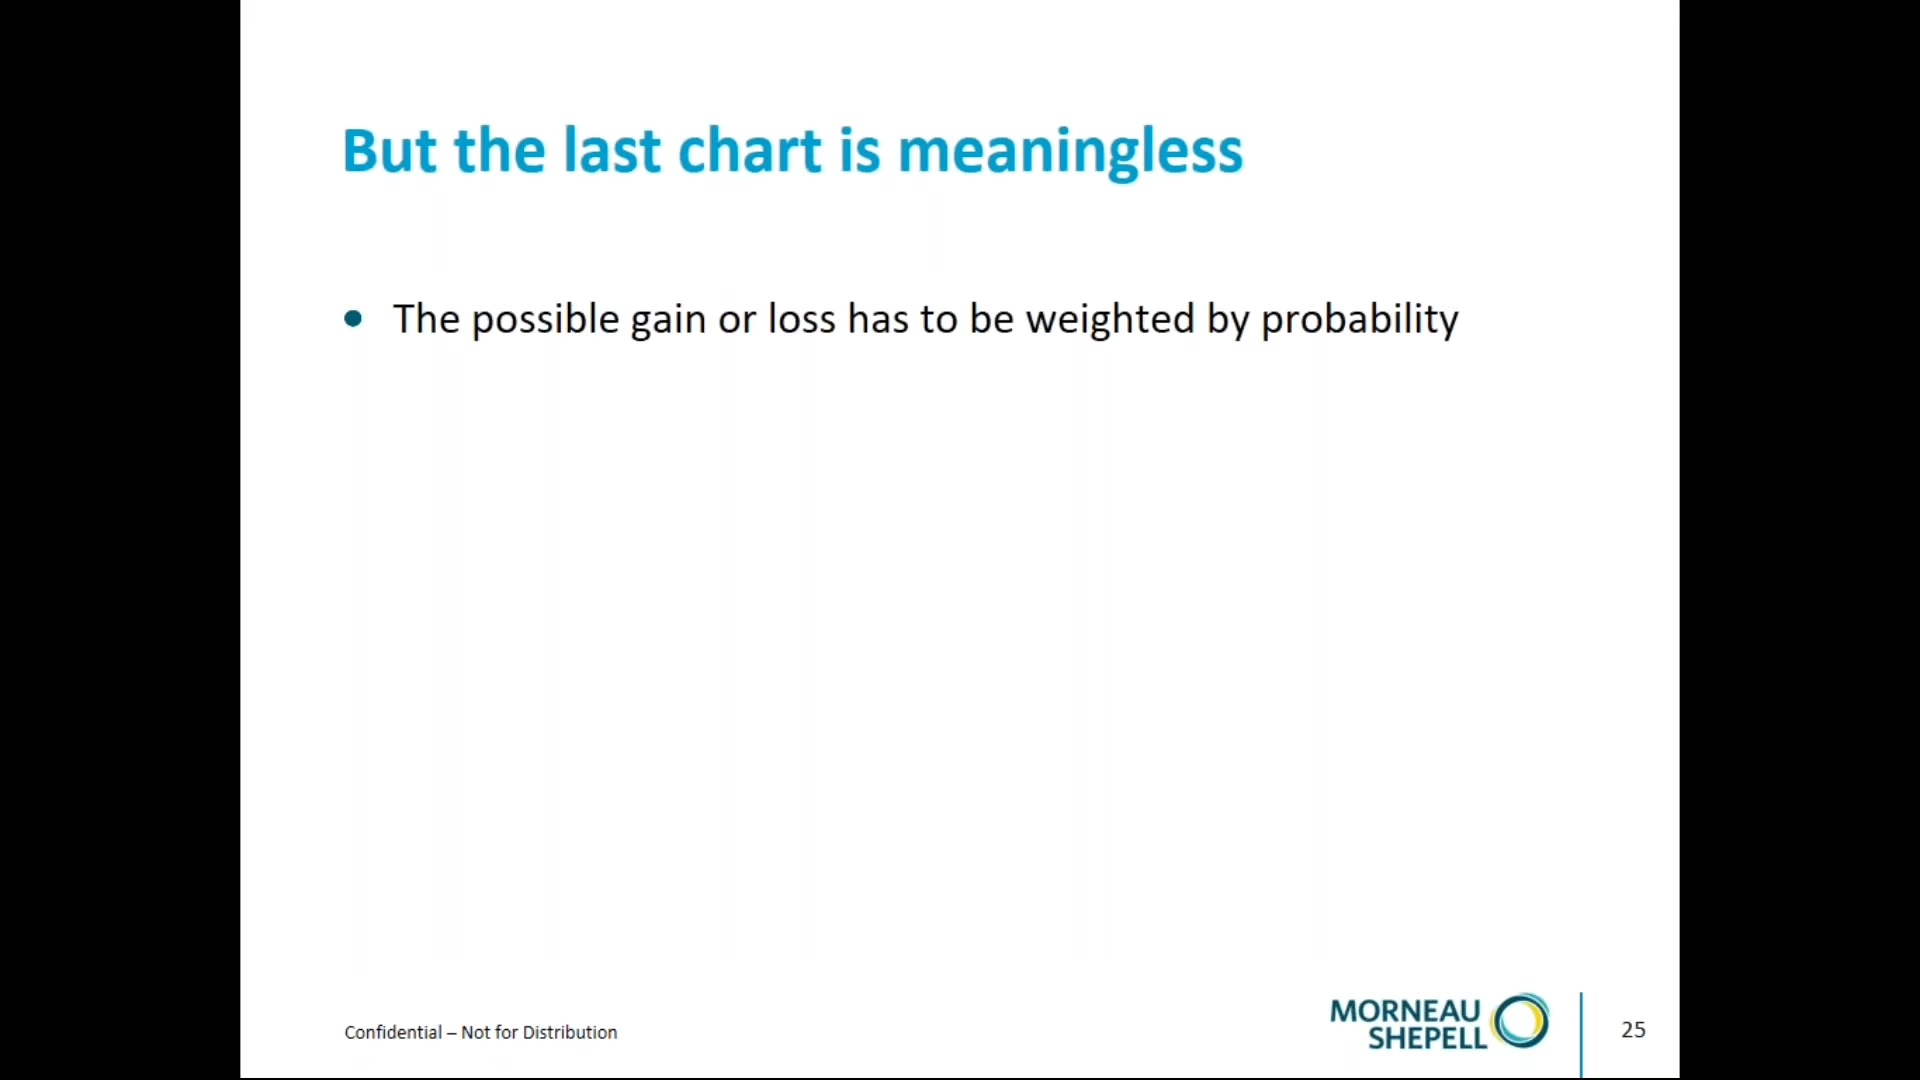 But the last chart is meaningless
• The possible gain or loss has to be weighted by probability
Confidential – Not for Distribution
MORNEAU
SHEPELL
25